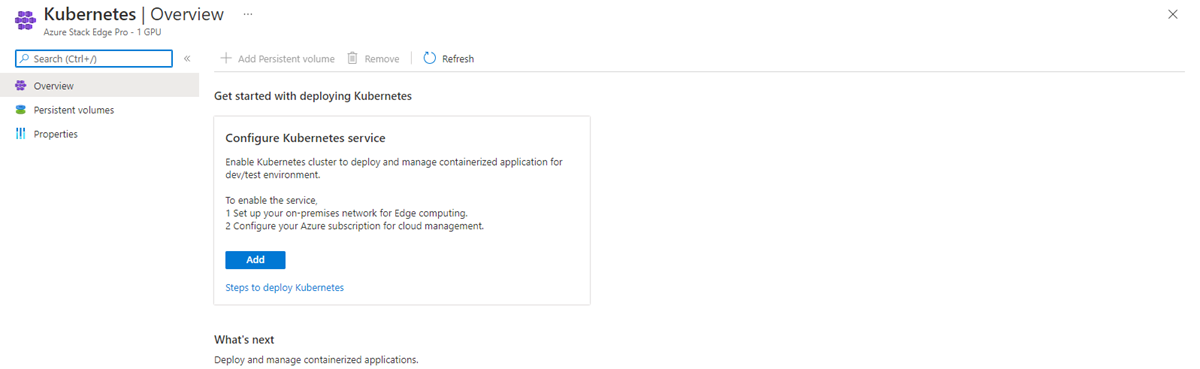 Kubernetes | Overview ...
Azure Stack Edge Pro - 1 GPU
Search (Ctrl+/) «
Add Persistent volume Remove Refresh
Overview
Persistent volumes
Properties
Get started with deploying Kubernetes
Configure Kubernetes service
Enable Kubernetes cluster to deploy and manage containerized application for
dev/test environment.
To enable the service,
1 Set up your on-premises network for Edge computing.
2 Configure your Azure subscription for cloud management.
Add
Steps to deploy Kubernetes
What's next
Deploy and manage containerized applications.